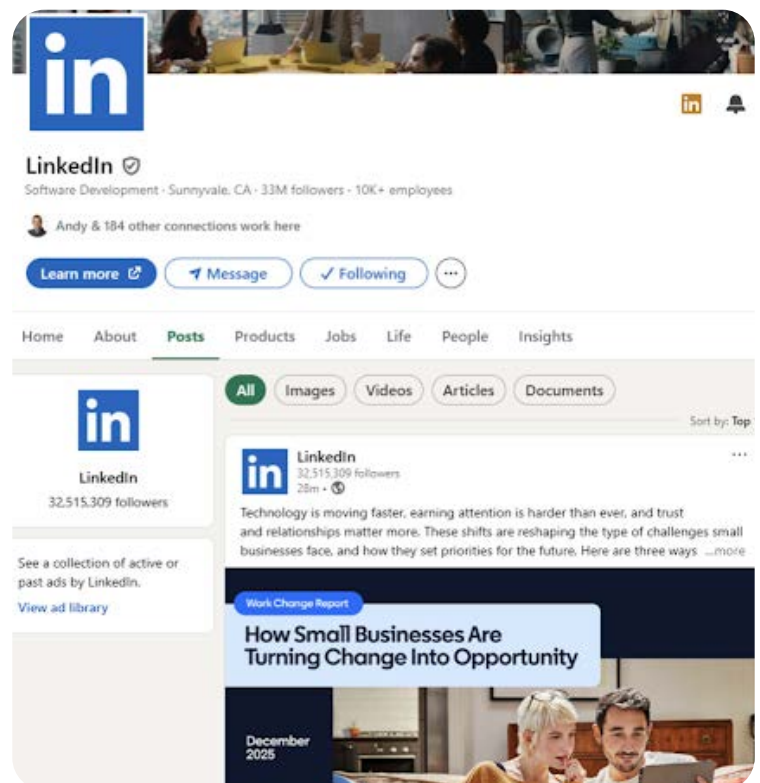 in
in
LinkedIn
Software Development · Sunnyvale, CA · 33M followers · 10K+ employees
Andy & 184 other connections work here
Learn more
Message
Following
Home About Posts Products Jobs Life People Insights
in
LinkedIn
32,515,309 followers
See a collection of active or
past ads by LinkedIn.
View ad library
All Images Videos Articles Documents
Sort by: Top
in
LinkedIn
32,515,309 followers
28m •
Technology is moving faster, earning attention is harder than ever, and trust
and relationships matter more. These shifts are reshaping the type of challenges small
businesses face, and how they set priorities for the future. Here are three ways ...more
Work Change Report
How Small Businesses Are
Turning Change Into Opportunity
December
2025